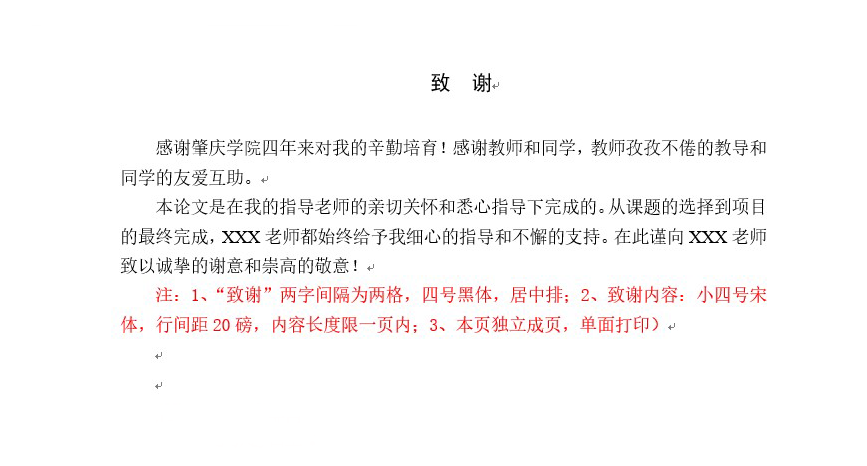 致　谢
感谢肇庆学院四年来对我的辛勤培育！感谢教师和同学，教师孜孜不倦的教导和
同学的友爱互助。
本论文是在我的指导老师的亲切关怀和悉心指导下完成的。从课题的选择到项目
的最终完成，XXX 老师都始终给予我细心的指导和不懈的支持。在此谨向 XXX 老师
致以诚挚的谢意和崇高的敬意！
注：1、“致谢”两字间隔为两格，四号黑体，居中排；2、致谢内容：小四号宋
体，行间距 20 磅，内容长度限一页内；3、本页独立成页，单面打印）